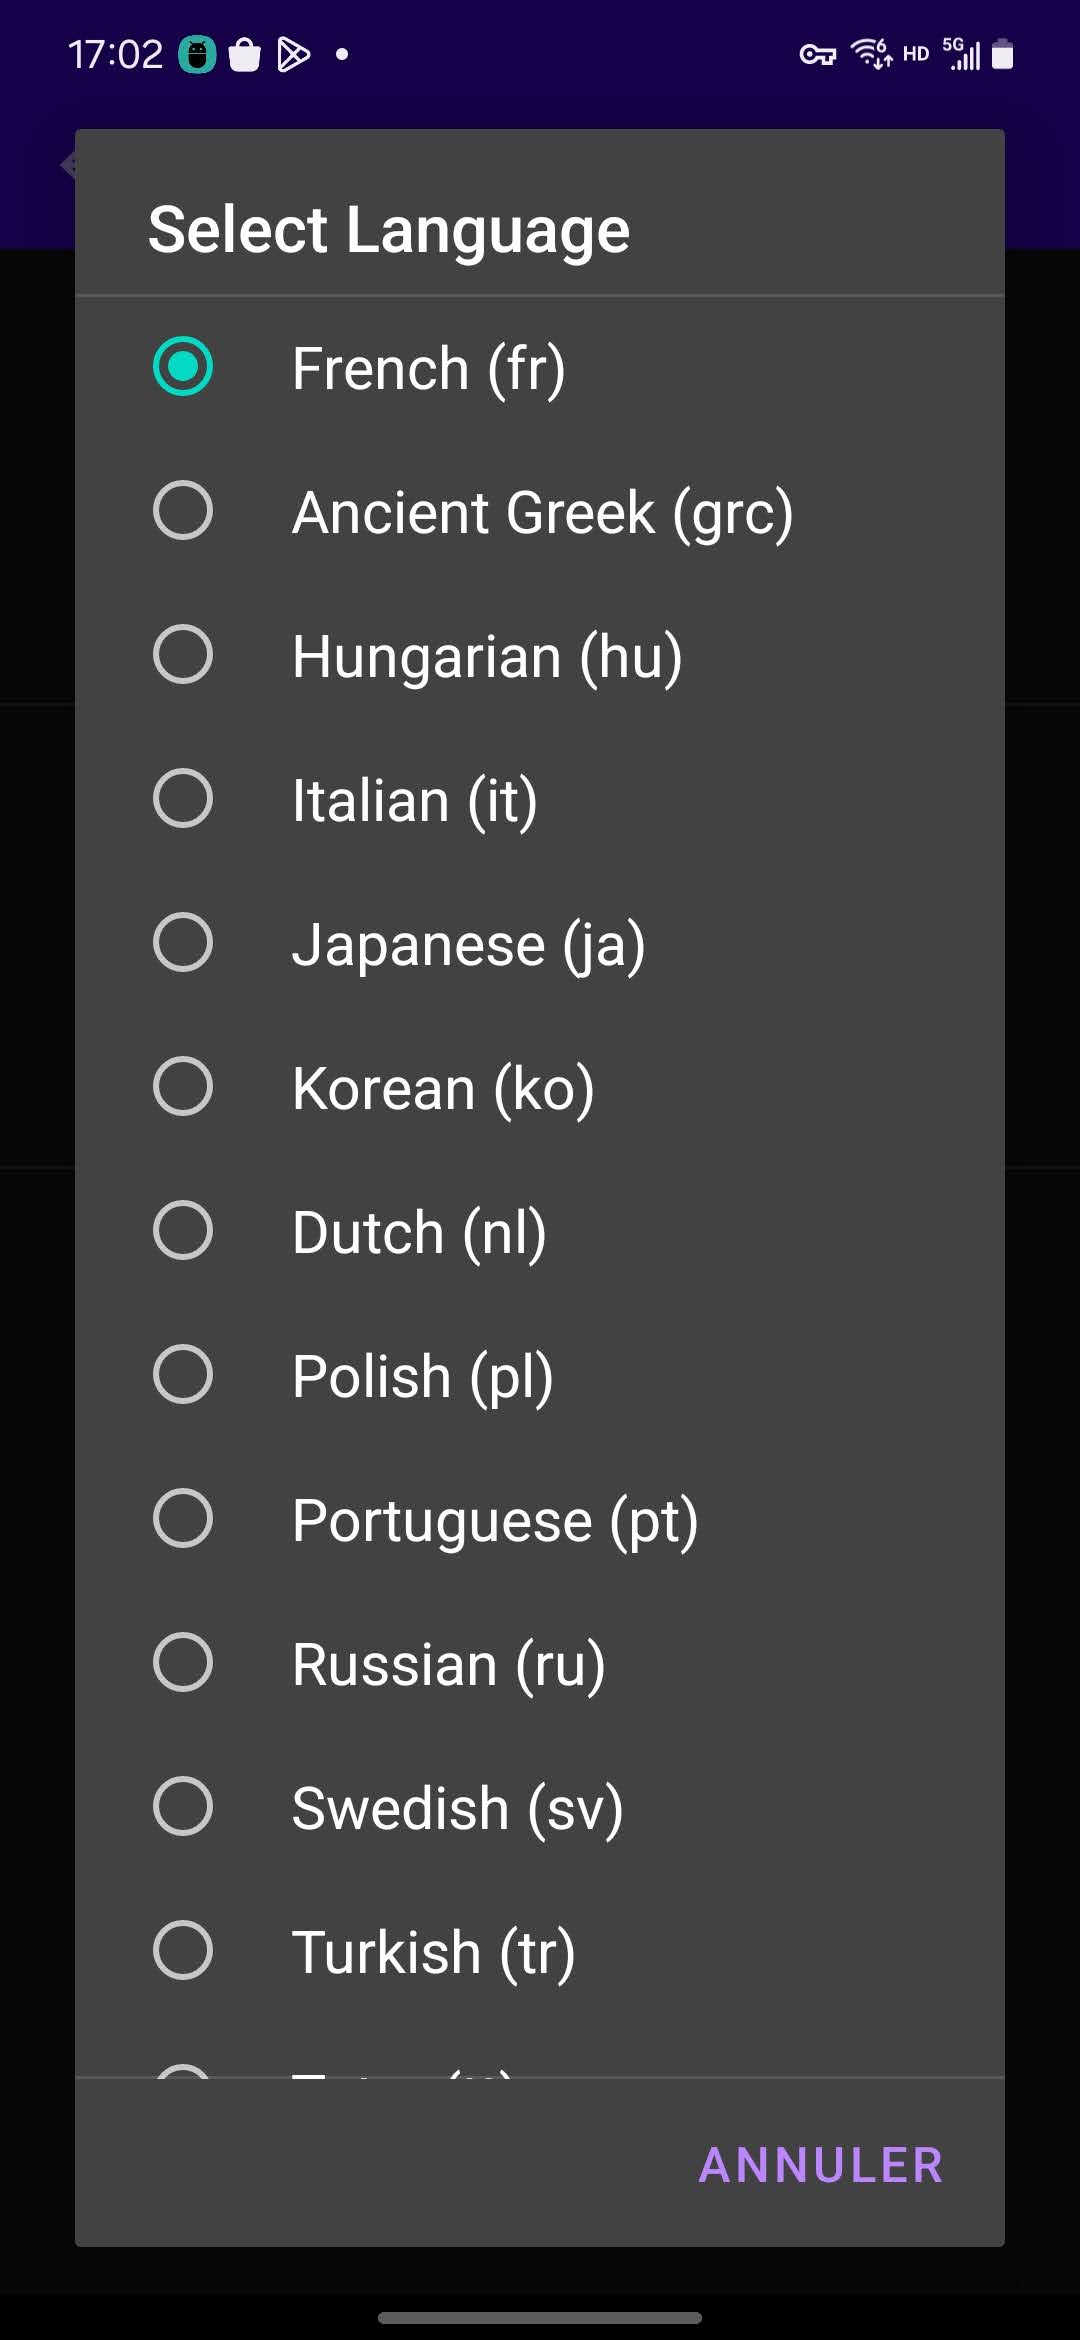 17:02
HD 5G
Select Language
French (fr)
Ancient Greek (grc)
Hungarian (hu)
Italian (it)
Japanese (ja)
Korean (ko)
Dutch (nl)
Polish (pl)
Portuguese (pt)
Russian (ru)
Swedish (sv)
Turkish (tr)
ANNULER